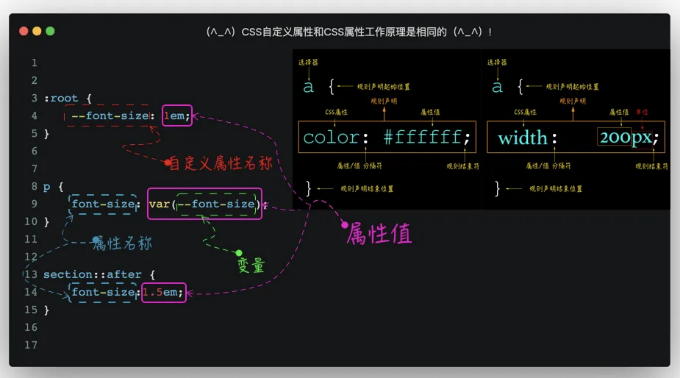 (^_^) CSS自定义属性和CSS属性工作原理是相同的 (^_^) !
1
2
3 :root {
4 --font-size: 1em;
5 }
6
自定义属性名称
7
8 p {
9 font-size: var(--font-size);
10 }
11
属性名称
变量
12
13 section::after {
14 font-size:1.5em;
15 }
16
17
属性值
选择器
a { 规则声明起始位置
规则声明
CSS属性 属性值
color: #ffffff;
属性/值 分隔符 规则结束符
} 规则声明结束位置
选择器
a { 规则声明起始位置
规则声明
CSS属性 属性值 单位
width: 200px;
属性/值 分隔符 规则结束符
} 规则声明结束位置